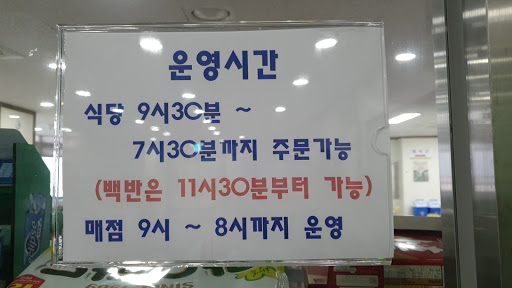 운영시간
식당 9시30분 ~
7시30분까지 주문가능
(백반은 11시30분부터 가능)
매점 9시 ~ 8시까지 운영